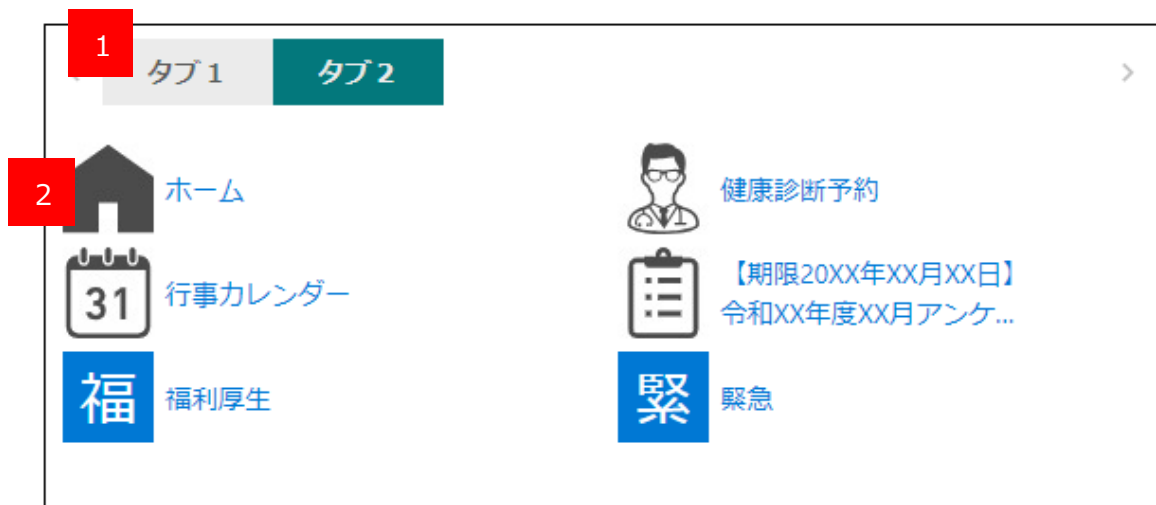 1
タブ1
タブ2
2
ホーム
健康診断予約
31
行事カレンダー
【期限20XX年XX月XX日】
令和XX年度XX月アンケ...
福
福利厚生
緊
緊急